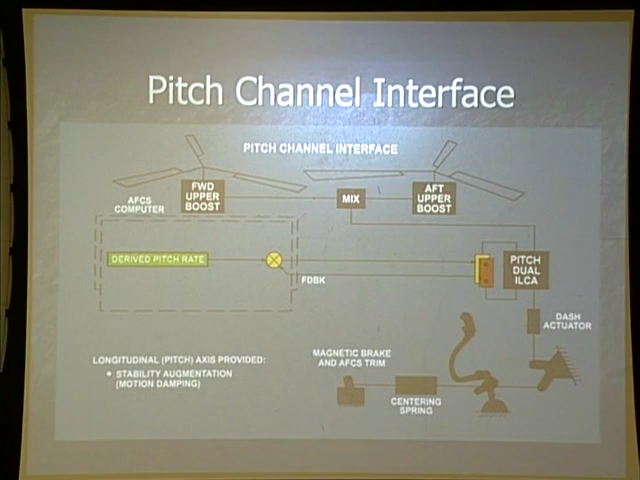 Pitch Channel Interface
PITCH CHANNEL INTERFACE
AFCS
COMPUTER
FWD
UPPER
BOOST
MIX
AFT
UPPER
BOOST
DERIVED PITCH RATE
FDBK
PITCH
DUAL
ILCA
DASH
ACTUATOR
LONGITUDINAL (PITCH) AXIS PROVIDED:
• STABILITY AUGMENTATION
(MOTION DAMPING)
MAGNETIC BRAKE
AND AFCS TRIM
CENTERING
SPRING